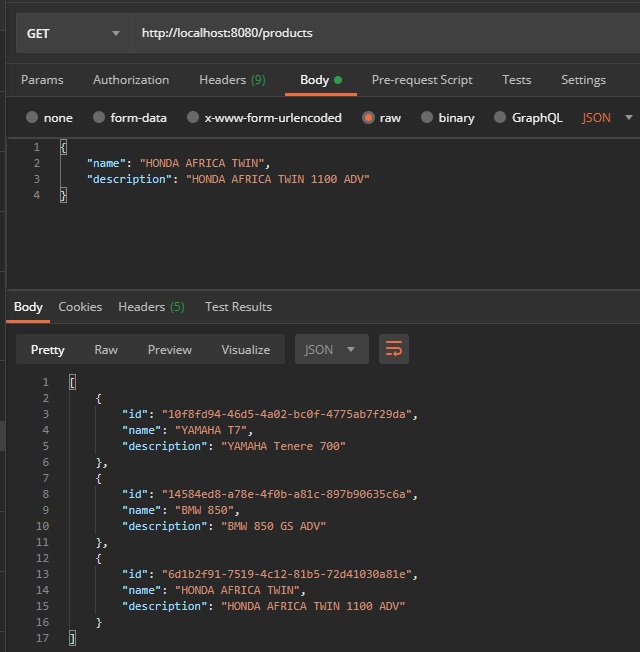 GET http://localhost:8080/products
Params Authorization Headers (9) Body Pre-request Script Tests Settings
none form-data x-www-form-urlencoded raw binary GraphQL JSON
1 {
2 "name": "HONDA AFRICA TWIN",
3 "description": "HONDA AFRICA TWIN 1100 ADV"
4 }
Body Cookies Headers (5) Test Results
Pretty Raw Preview Visualize JSON
1 [
2 {
3 "id": "10f8fd94-46d5-4a02-bc0f-4775ab7f29da",
4 "name": "YAMAHA T7",
5 "description": "YAMAHA Tenere 700"
6 },
7 {
8 "id": "14584ed8-a78e-4f0b-a81c-897b90635c6a",
9 "name": "BMW 850",
10 "description": "BMW 850 GS ADV"
11 },
12 {
13 "id": "6d1b2f91-7519-4c12-81b5-72d41030a81e",
14 "name": "HONDA AFRICA TWIN",
15 "description": "HONDA AFRICA TWIN 1100 ADV"
16 }
17 ]